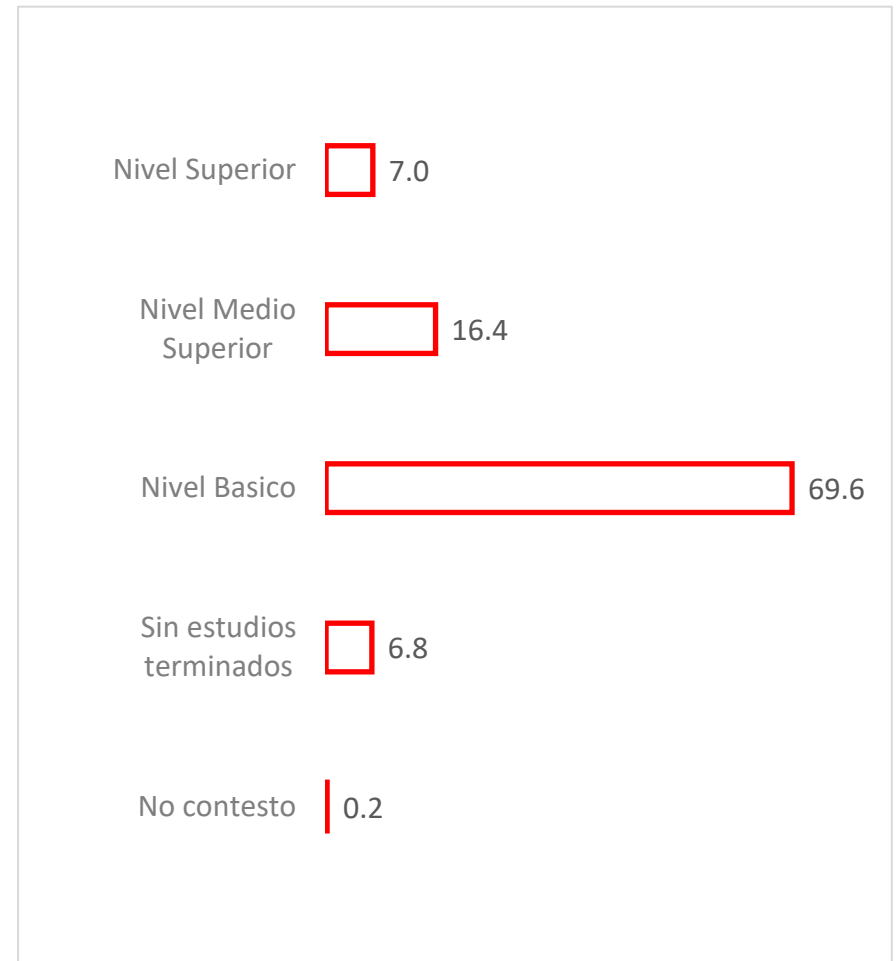 Nivel Superior 7.0
Nivel Medio
Superior 16.4
Nivel Basico 69.6
Sin estudios
terminados 6.8
No contesto 0.2